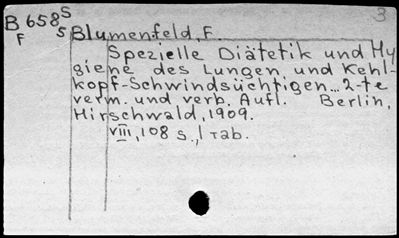 3
B 658 S
F 5
Blumenfeld, F.
Spezielle Diätetik und Hy
giene des Lungen und Kehl-
kopf-Schwindsüchtigen... 2-te
verm. und verb. Aufl. Berlin,
Hirschwald, 1909.
VIII, 108 s., 1 Tab.